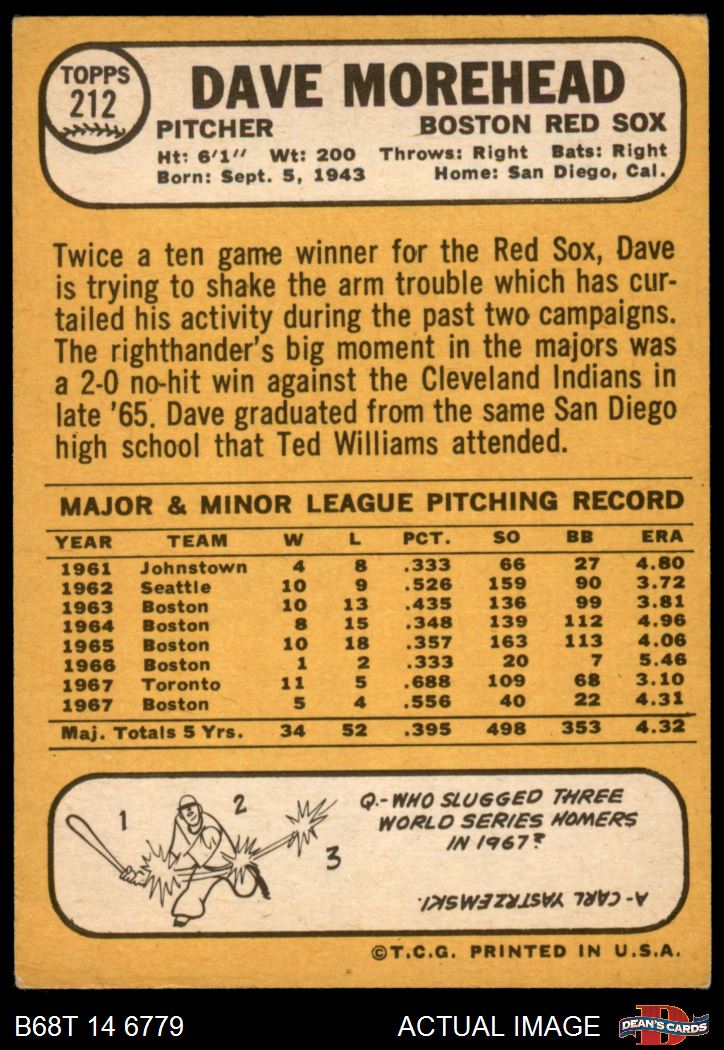 TOPPS
212
DAVE MOREHEAD
PITCHER BOSTON RED SOX
Ht: 6'1" Wt: 200 Throws: Right Bats: Right
Born: Sept. 5, 1943 Home: San Diego, Cal.
Twice a ten game winner for the Red Sox, Dave
is trying to shake the arm trouble which has cur-
tailed his activity during the past two campaigns.
The righthander's big moment in the majors was
a 2-0 no-hit win against the Cleveland Indians in
late '65. Dave graduated from the same San Diego
high school that Ted Williams attended.
MAJOR & MINOR LEAGUE PITCHING RECORD
YEAR TEAM W L PCT. SO BB ERA
1961 Johnstown 4 8 .333 66 27 4.80
1962 Seattle 10 9 .526 159 90 3.72
1963 Boston 10 13 .435 136 99 3.81
1964 Boston 8 15 .348 139 112 4.96
1965 Boston 10 18 .357 163 113 4.06
1966 Boston 1 2 .333 20 7 5.46
1967 Toronto 11 5 .688 109 68 3.10
1967 Boston 5 4 .556 40 22 4.31
Maj. Totals 5 Yrs. 34 52 .395 498 353 4.32
1 2 3
Q.-WHO SLUGGED THREE
WORLD SERIES HOMERS
IN 1967?
A-CARL YASTRZEMSKI.
©T.C.G. PRINTED IN U.S.A.
B68T 14 6779 ACTUAL IMAGE D DEAN'S CARDS